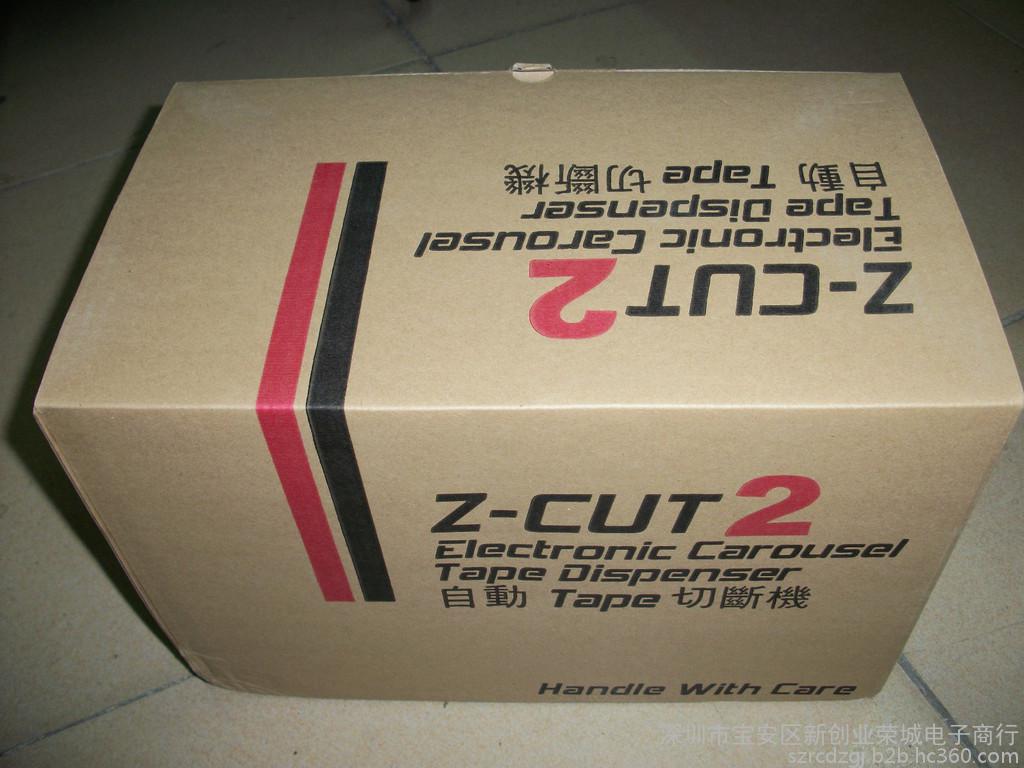 Z-CUT2
Electronic Carousel
Tape Dispenser
自動 Tape 切斷機
Z-CUT2
Electronic Carousel
Tape Dispenser
自動 Tape 切斷機
Handle With Care
深圳市宝安区新创业荣城电子商行
szrcdzgj.b2b.hc360.com